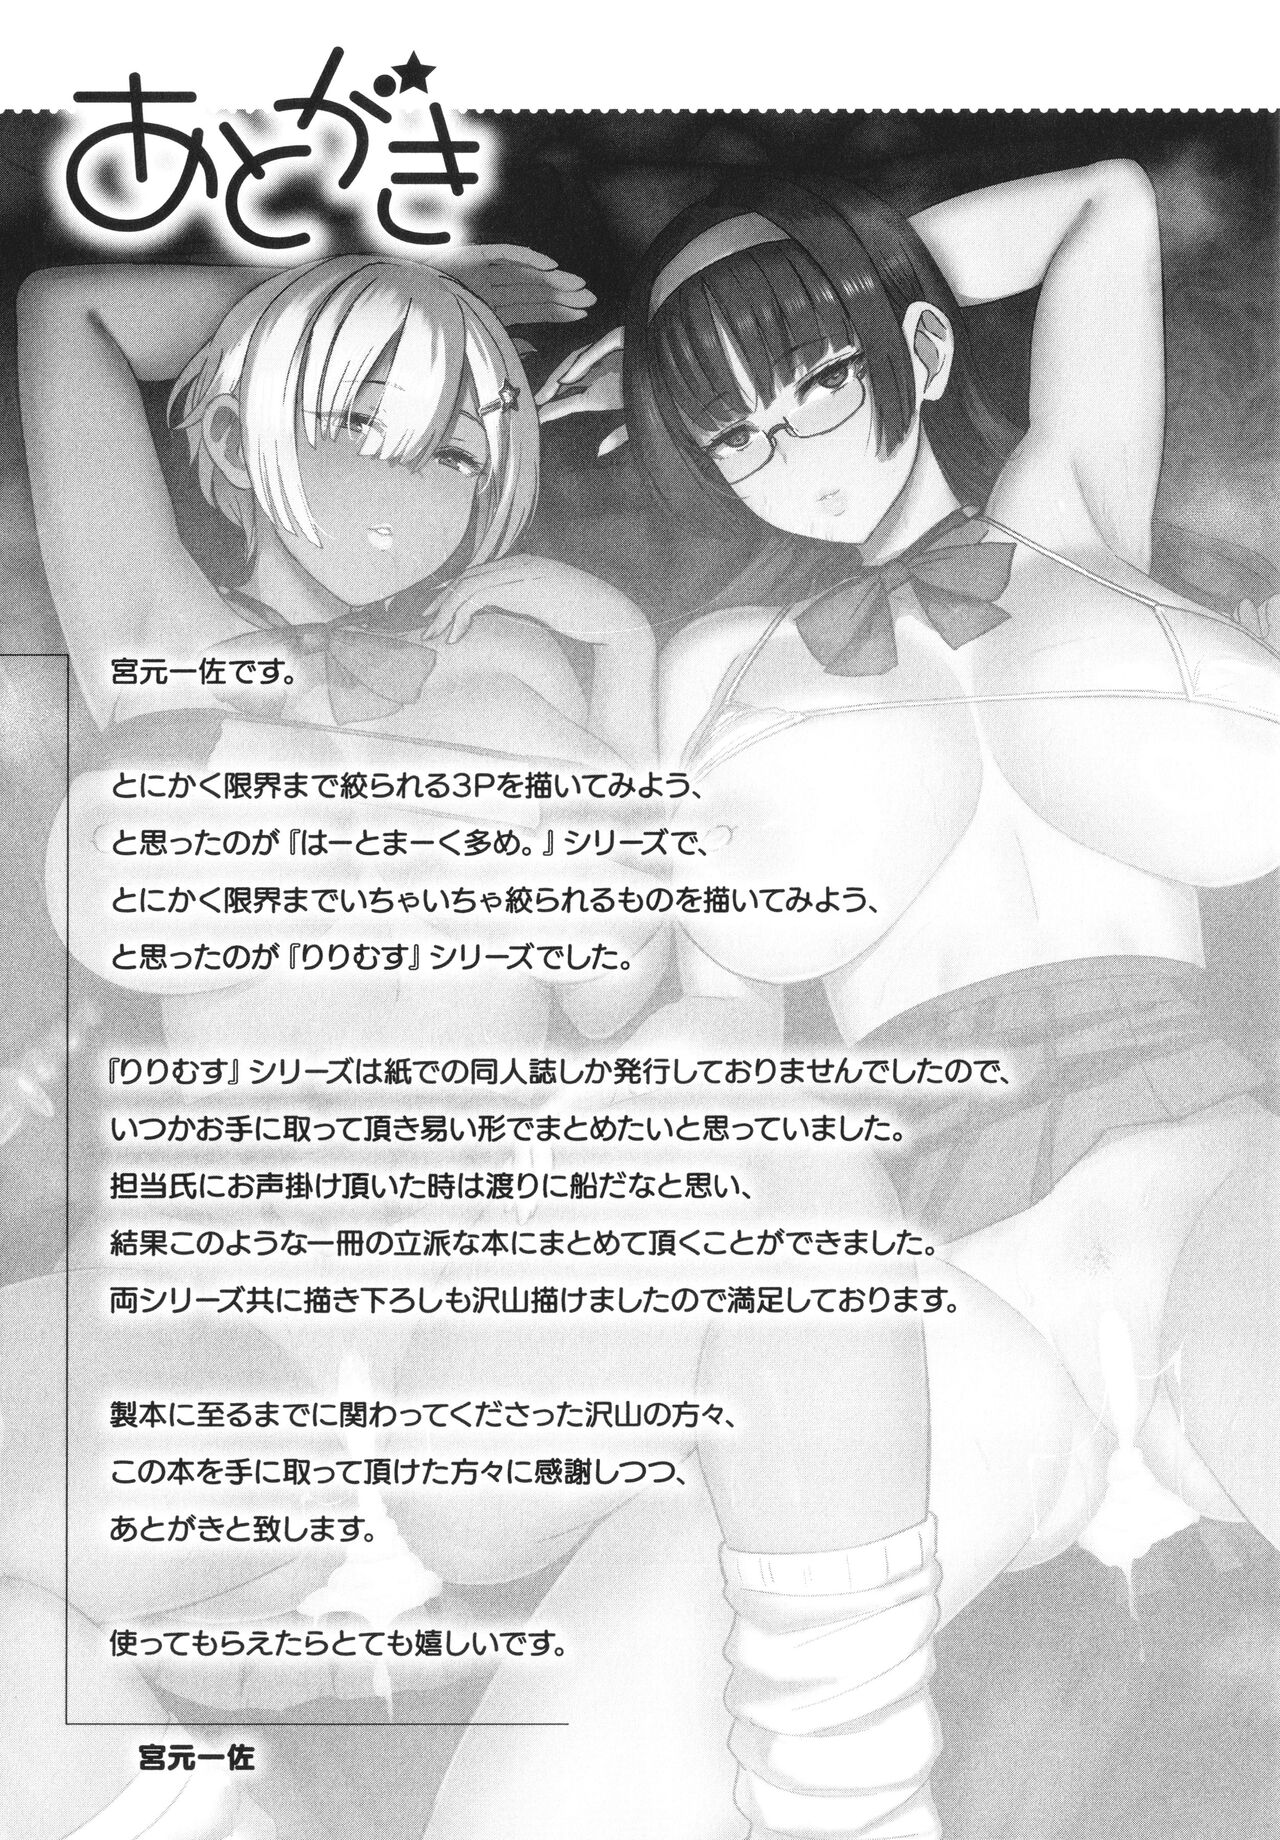 あとがき
宮元一佐です。
とにかく限界まで絞られる3Pを描いてみよう、
と思ったのが『はーとまーく多め。』シリーズで、
とにかく限界までいちゃいちゃ絞られるものを描いてみよう、
と思ったのが『りりむす』シリーズでした。
『りりむす』シリーズは紙での同人誌しか発行しておりませんでしたので、
いつかお手に取って頂き易い形でまとめたいと思っていました。
担当氏にお声掛け頂いた時は渡りに船だなと思い、
結果このような一冊の立派な本にまとめて頂くことができました。
両シリーズ共に描き下ろしも沢山描けましたので満足しております。
製本に至るまでに関わってくださった沢山の方々、
この本を手に取って頂けた方々に感謝しつつ、
あとがきと致します。
使ってもらえたらとても嬉しいです。
宮元一佐